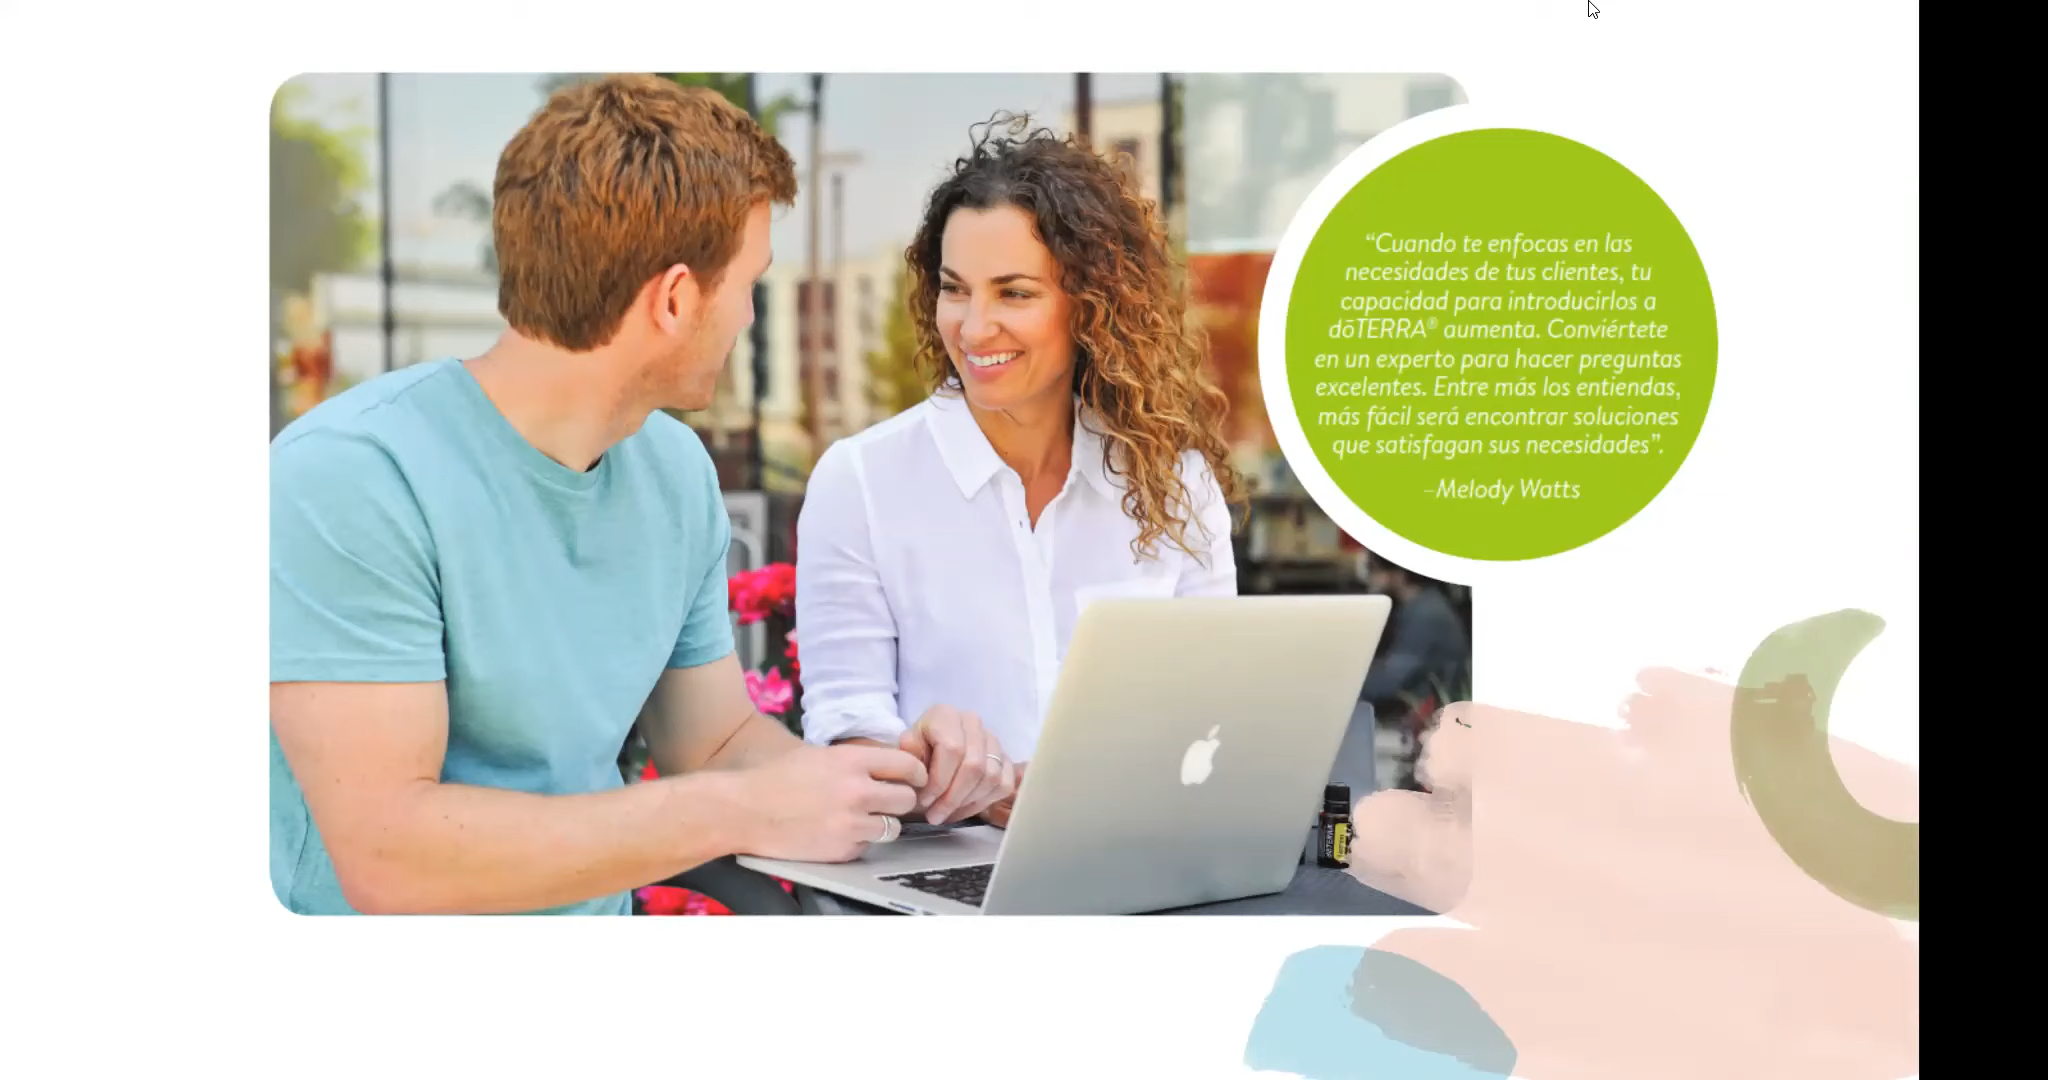 “Cuando te enfocas en las
necesidades de tus clientes, tu
capacidad para introducirlos a
dōTERRA® aumenta. Conviértete
en un experto para hacer preguntas
excelentes. Entre más los entiendas,
más fácil será encontrar soluciones
que satisfagan sus necesidades”.
–Melody Watts
dōTERRA